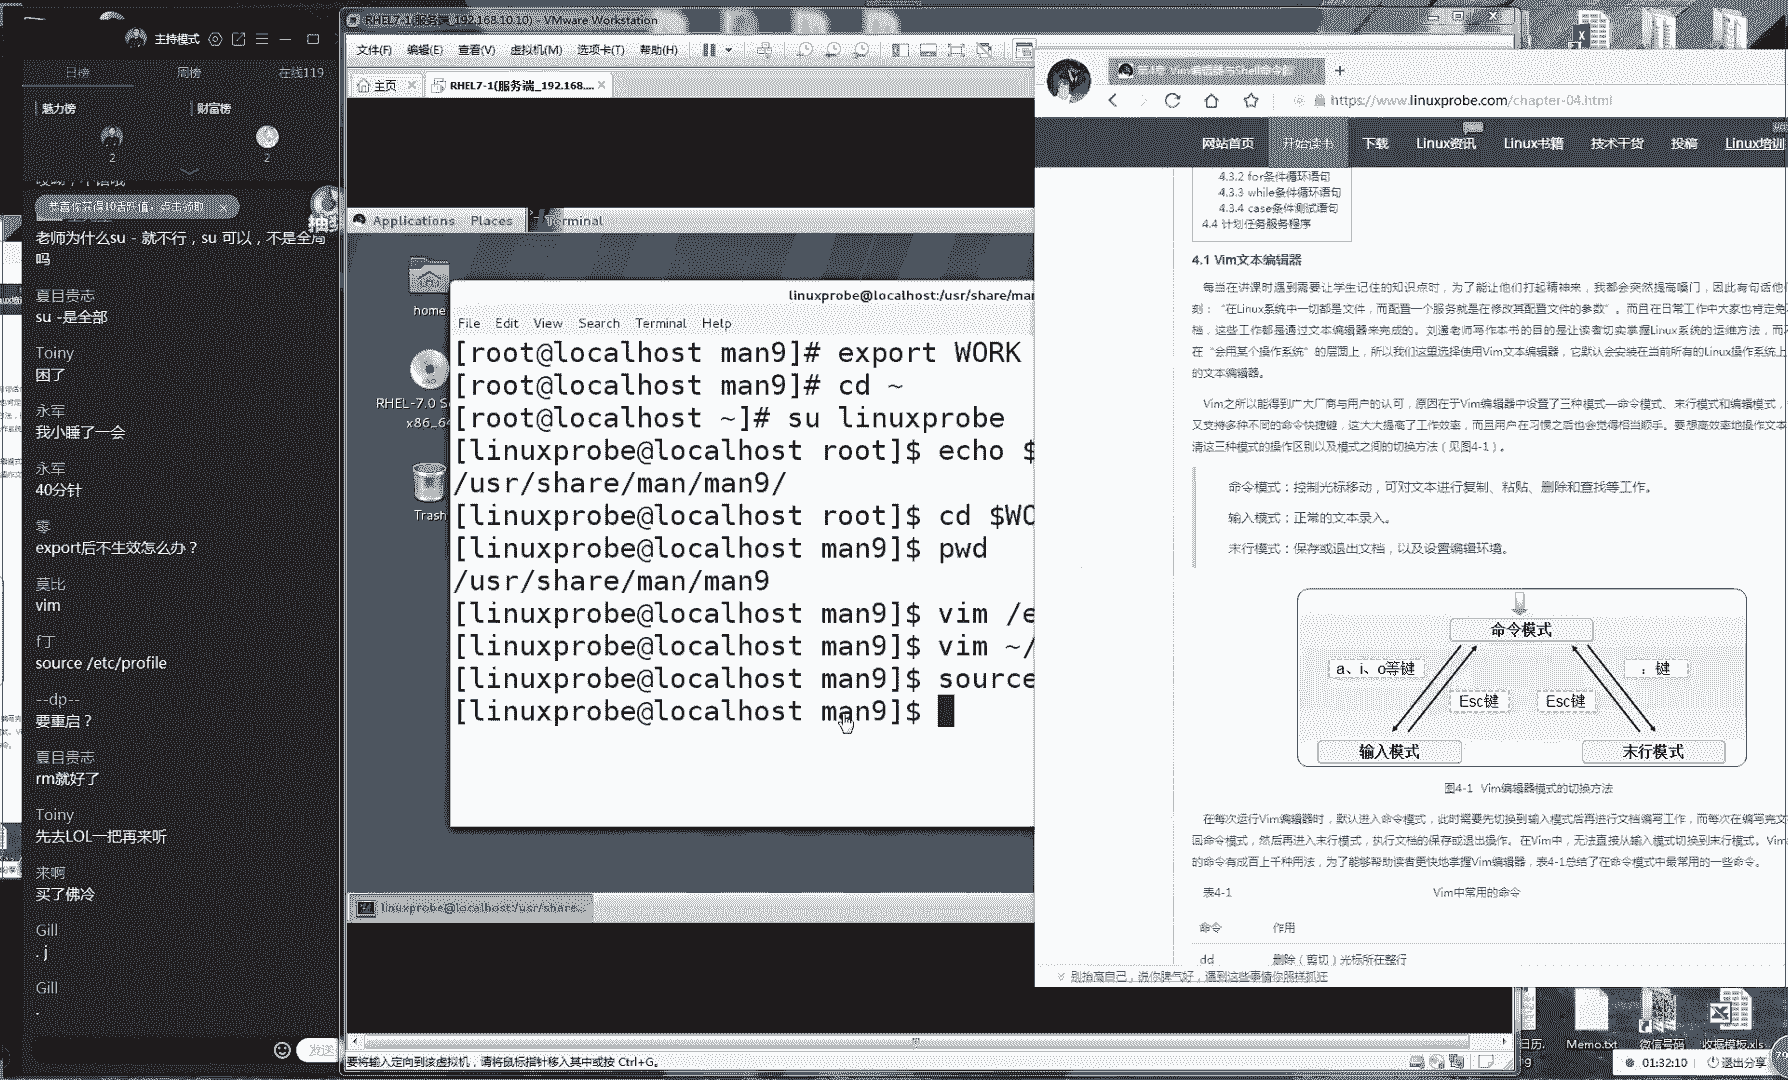 主持模式
日榜 周榜 在线119
魅力榜 财富榜
2 2
恭喜你获得10活跃值，点击领取
老师为什么su - 就不行，su 可以，不是全局
吗
夏目贵志
su -是全部
Toiny
困了
永军
我小睡了一会
永军
40分钟
零
export后不生效怎么办？
莫比
vim
f丁
source /etc/profile
--dp--
要重启？
夏目贵志
rm就好了
Toiny
先去LOL一把再来听
来啊
买了佛冷
Gill
. j
Gill
.
发送
RHEL7-1(服务端_192.168.10.10) - VMware Workstation
文件(F) 编辑(E) 查看(V) 虚拟机(M) 选项卡(T) 帮助(H)
主页 RHEL7-1(服务端_192.168....
Applications Places Terminal
home
RHEL-7.0 S
x86_64
Trash
linuxprobe@localhost:/usr/share/ma
File Edit View Search Terminal Help
[root@localhost man9]# export WORK
[root@localhost man9]# cd ~
[root@localhost ~]# su linuxprobe
[linuxprobe@localhost root]$ echo $
/usr/share/man/man9/
[linuxprobe@localhost root]$ cd $WO
[linuxprobe@localhost man9]$ pwd
/usr/share/man/man9
[linuxprobe@localhost man9]$ vim /e
[linuxprobe@localhost man9]$ vim ~/
[linuxprobe@localhost man9]$ source
[linuxprobe@localhost man9]$
linuxprobe@localhost:/usr/share...
要将输入定向到该虚拟机，请将鼠标指针移入其中或按 Ctrl+G。
第4章 Vim编辑器与Shell命令脚
https://www.linuxprobe.com/chapter-04.html
网站首页 开始读书 下载 Linux资讯 Linux书籍 技术干货 投稿 Linux培训
4.3.2 for条件循环语句
4.3.3 while条件循环语句
4.3.4 case条件测试语句
4.4 计划任务服务程序
4.1 Vim文本编辑器
每当在讲课时遇到需要让学生记住的知识点时，为了能让他们打起精神来，我都会突然提高嗓门，因此有句话他
刻：“在Linux系统中一切都是文件，而配置一个服务就是在修改其配置文件的参数”。而且在日常工作中大家也肯定免
档，这些工作都是通过文本编辑器来完成的。刘遄老师写作本书的目的是让读者切实掌握Linux系统的运维方法，而不
在“会用某个操作系统”的层面上，所以我们这里选择使用Vim文本编辑器，它默认会安装在当前所有的Linux操作系统上
的文本编辑器。
Vim之所以能得到广大厂商与用户的认可，原因在于Vim编辑器中设置了三种模式—命令模式、末行模式和编辑模式，
又支持多种不同的命令快捷键，这大大提高了工作效率，而且用户在习惯之后也会觉得相当顺手。要想高效率地操作文本
清这三种模式的操作区别以及模式之间的切换方法（见图4-1）。
命令模式：控制光标移动，可对文本进行复制、粘贴、删除和查找等工作。
输入模式：正常的文本录入。
末行模式：保存或退出文档，以及设置编辑环境。
命令模式
a、i、o等键
：键
Esc键 Esc键
输入模式 末行模式
图4-1 Vim编辑器模式的切换方法
在每次运行Vim编辑器时，默认进入命令模式，此时需要先切换到输入模式后再进行文档编写工作，而每次在编写完文
回命令模式，然后再进入末行模式，执行文档的保存或退出操作。在Vim中，无法直接从输入模式切换到末行模式。Vim
的命令有成百上千种用法，为了能够帮助读者更快地掌握Vim编辑器，表4-1总结了在命令模式中最常用的一些命令。
表4-1 Vim中常用的命令
命令 作用
dd 删除（剪切）光标所在整行
别抬高自己，说你脾气好，遇到这些事情你照样抓狂
日历. Memo.txt 微信号码 收据模板.xls
01:32:10 退出分享